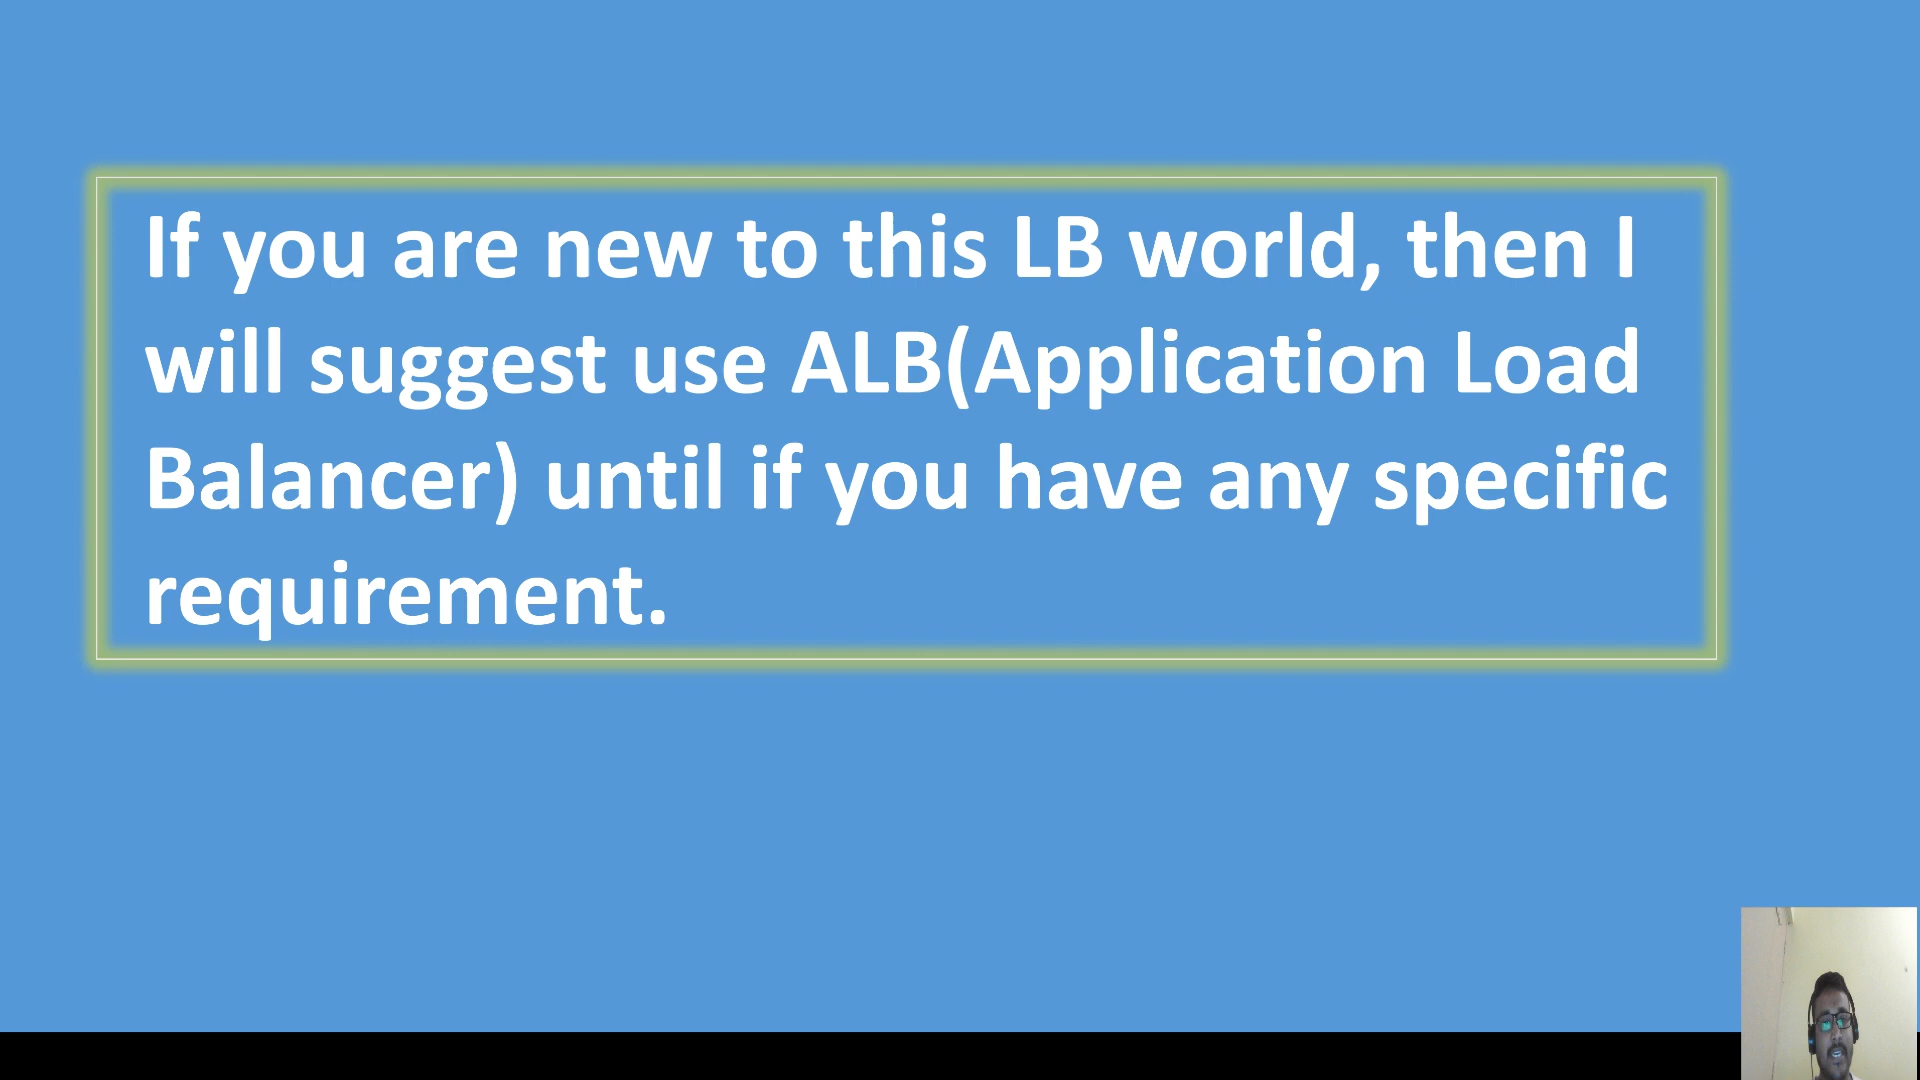 If you are new to this LB world, then I
will suggest use ALB(Application Load
Balancer) until if you have any specific
requirement.